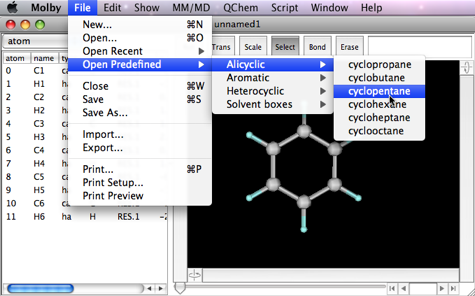 Molby File Edit Show MM/MD QChem Script Window Help
unnamed1
atom
Trans Scale Select Bond Erase
New... ⌘N
Open... ⌘O
Open Recent
Open Predefined
Close ⌘W
Save ⌘S
Save As...
Import...
Export...
Print... ⌘P
Print Setup...
Print Preview
Alicyclic
Aromatic
Heterocyclic
Solvent boxes
cyclopropane
cyclobutane
cyclopentane
cyclohexane
cycloheptane
cyclooctane
atom name
0 C1 ca
1 H1 ha
2 C2 ca
3 H2 ha
4 C3 ca
5 H3 ha
6 C4 ca
7 H4 ha
8 C5 ca
9 H5 ha
10 C6 ca
11 H6 ha H RES.1